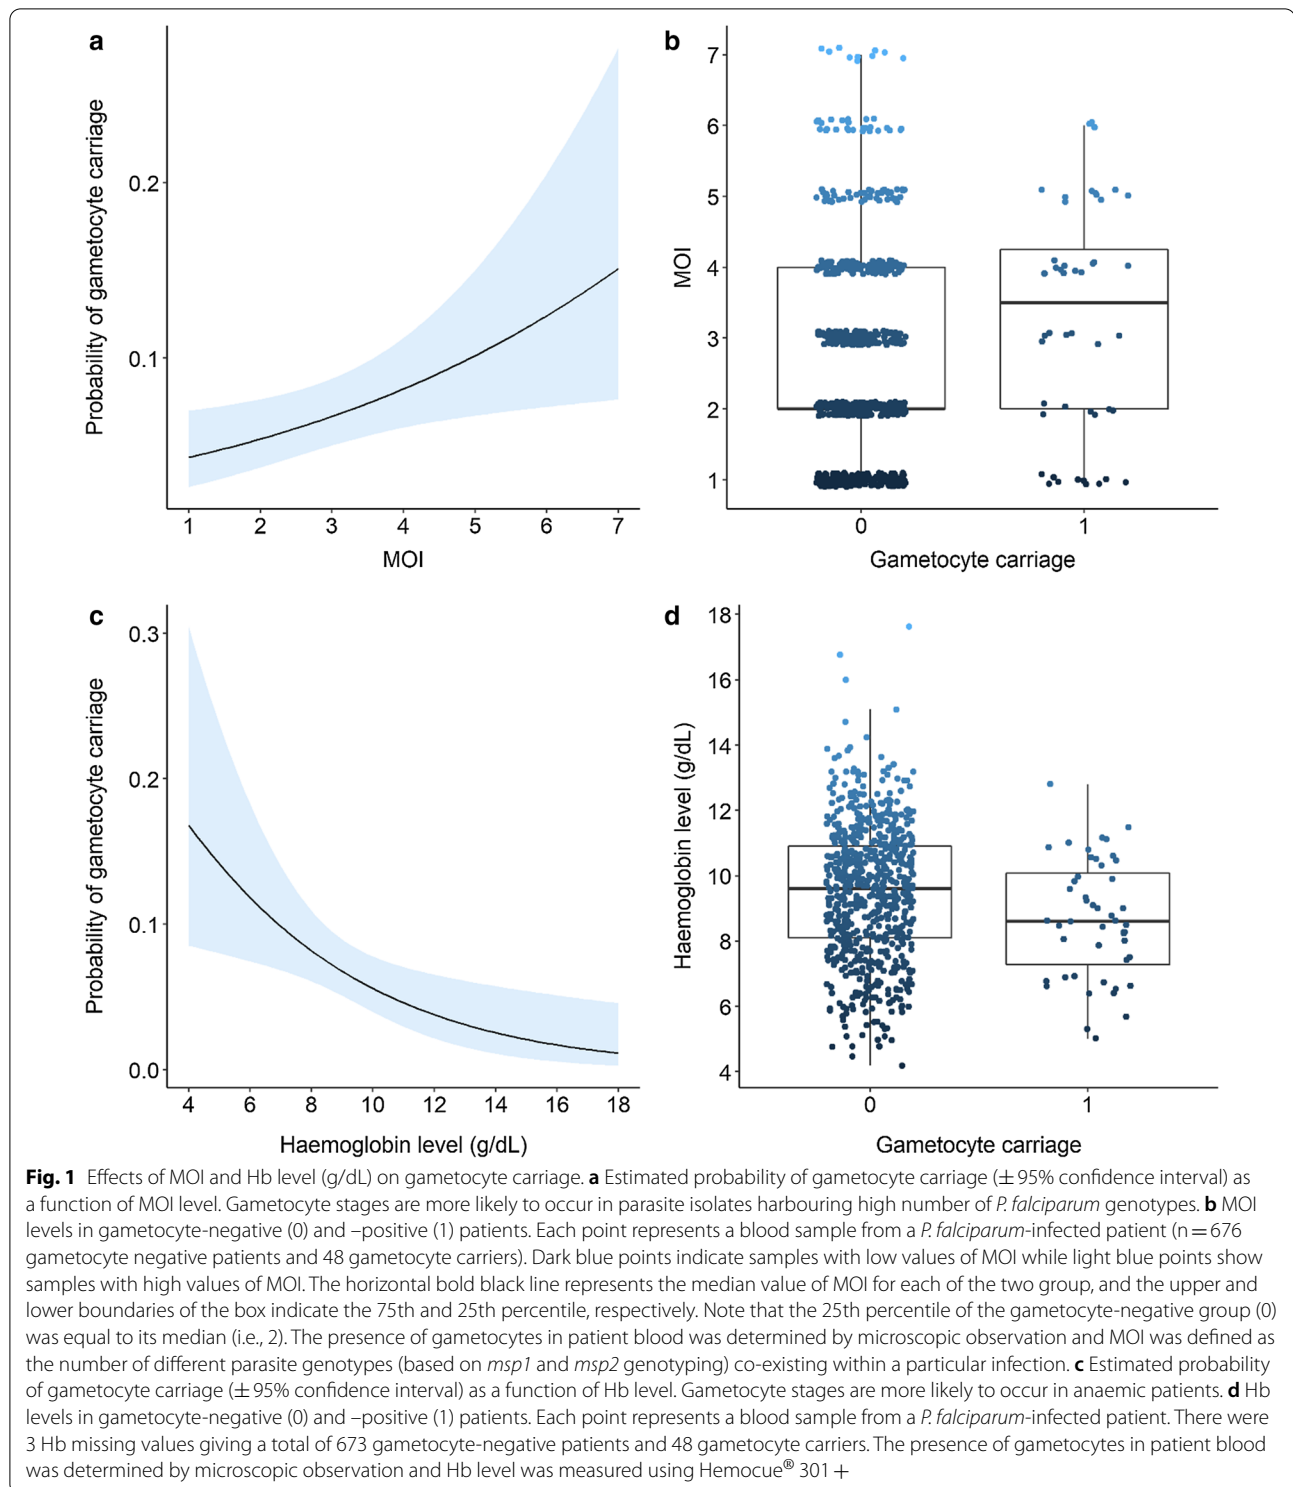 a
0.2
0.1
Probability of gametocyte carriage
1 2 3 4 5 6 7
MOI
b
7
6
5
4
3
2
1
MOI
0 1
Gametocyte carriage
c
0.3
0.2
0.1
0.0
Probability of gametocyte carriage
4 6 8 10 12 14 16 18
Haemoglobin level (g/dL)
d
18
16
14
12
10
8
6
4
Haemoglobin level (g/dL)
0 1
Gametocyte carriage
Fig. 1 Effects of MOI and Hb level (g/dL) on gametocyte carriage. a Estimated probability of gametocyte carriage (± 95% confidence interval) as
a function of MOI level. Gametocyte stages are more likely to occur in parasite isolates harbouring high number of P. falciparum genotypes. b MOI
levels in gametocyte-negative (0) and –positive (1) patients. Each point represents a blood sample from a P. falciparum-infected patient (n = 676
gametocyte negative patients and 48 gametocyte carriers). Dark blue points indicate samples with low values of MOI while light blue points show
samples with high values of MOI. The horizontal bold black line represents the median value of MOI for each of the two group, and the upper and
lower boundaries of the box indicate the 75th and 25th percentile, respectively. Note that the 25th percentile of the gametocyte-negative group (0)
was equal to its median (i.e., 2). The presence of gametocytes in patient blood was determined by microscopic observation and MOI was defined as
the number of different parasite genotypes (based on msp1 and msp2 genotyping) co-existing within a particular infection. c Estimated probability
of gametocyte carriage (± 95% confidence interval) as a function of Hb level. Gametocyte stages are more likely to occur in anaemic patients. d Hb
levels in gametocyte-negative (0) and –positive (1) patients. Each point represents a blood sample from a P. falciparum-infected patient. There were
3 Hb missing values giving a total of 673 gametocyte-negative patients and 48 gametocyte carriers. The presence of gametocytes in patient blood
was determined by microscopic observation and Hb level was measured using Hemocue® 301 +